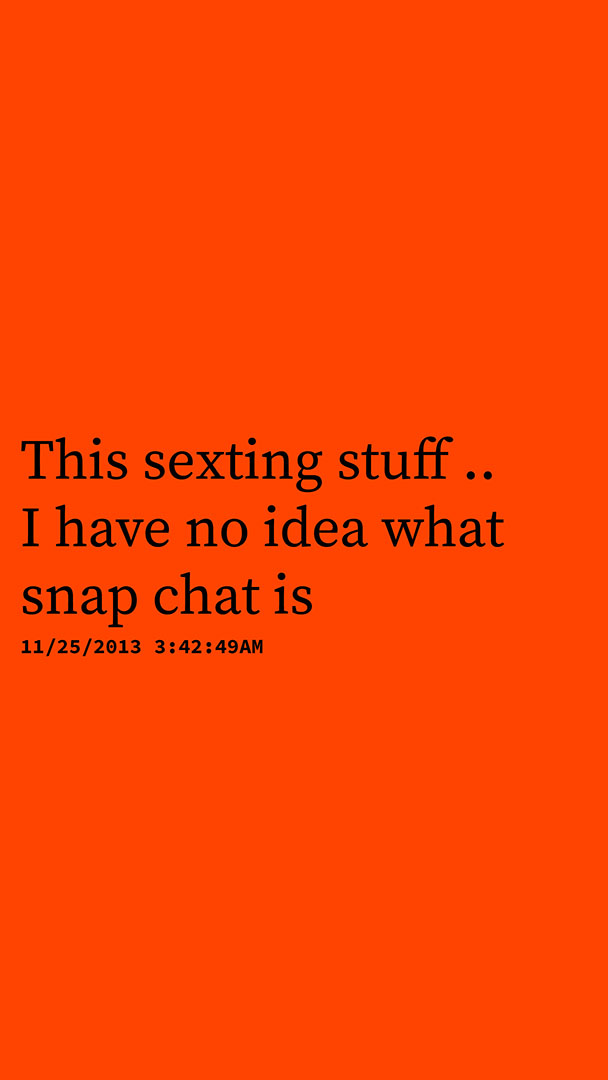 This sexting stuff ..
I have no idea what
snap chat is
11/25/2013 3:42:49AM